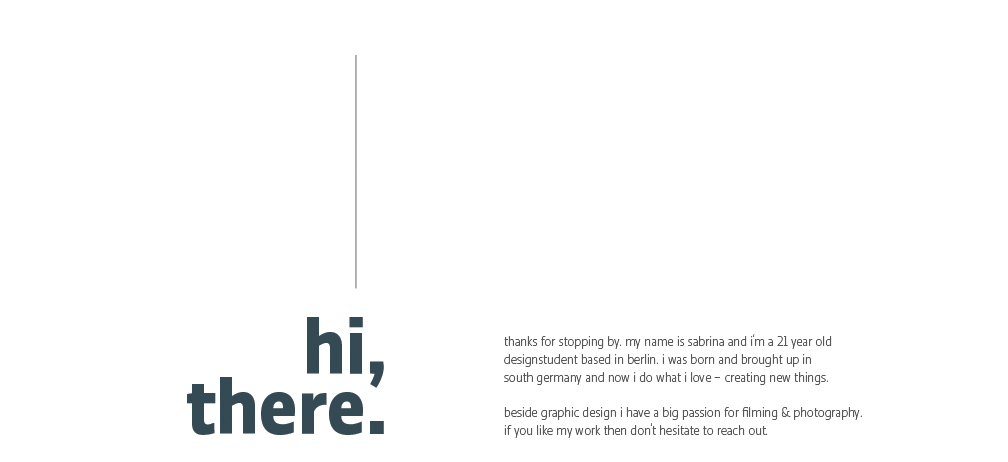 hi,
there.
thanks for stopping by. my name is sabrina and i'm a 21 year old
designstudent based in berlin. i was born and brought up in
south germany and now i do what i love – creating new things.
beside graphic design i have a big passion for filming & photography.
if you like my work then don't hesitate to reach out.